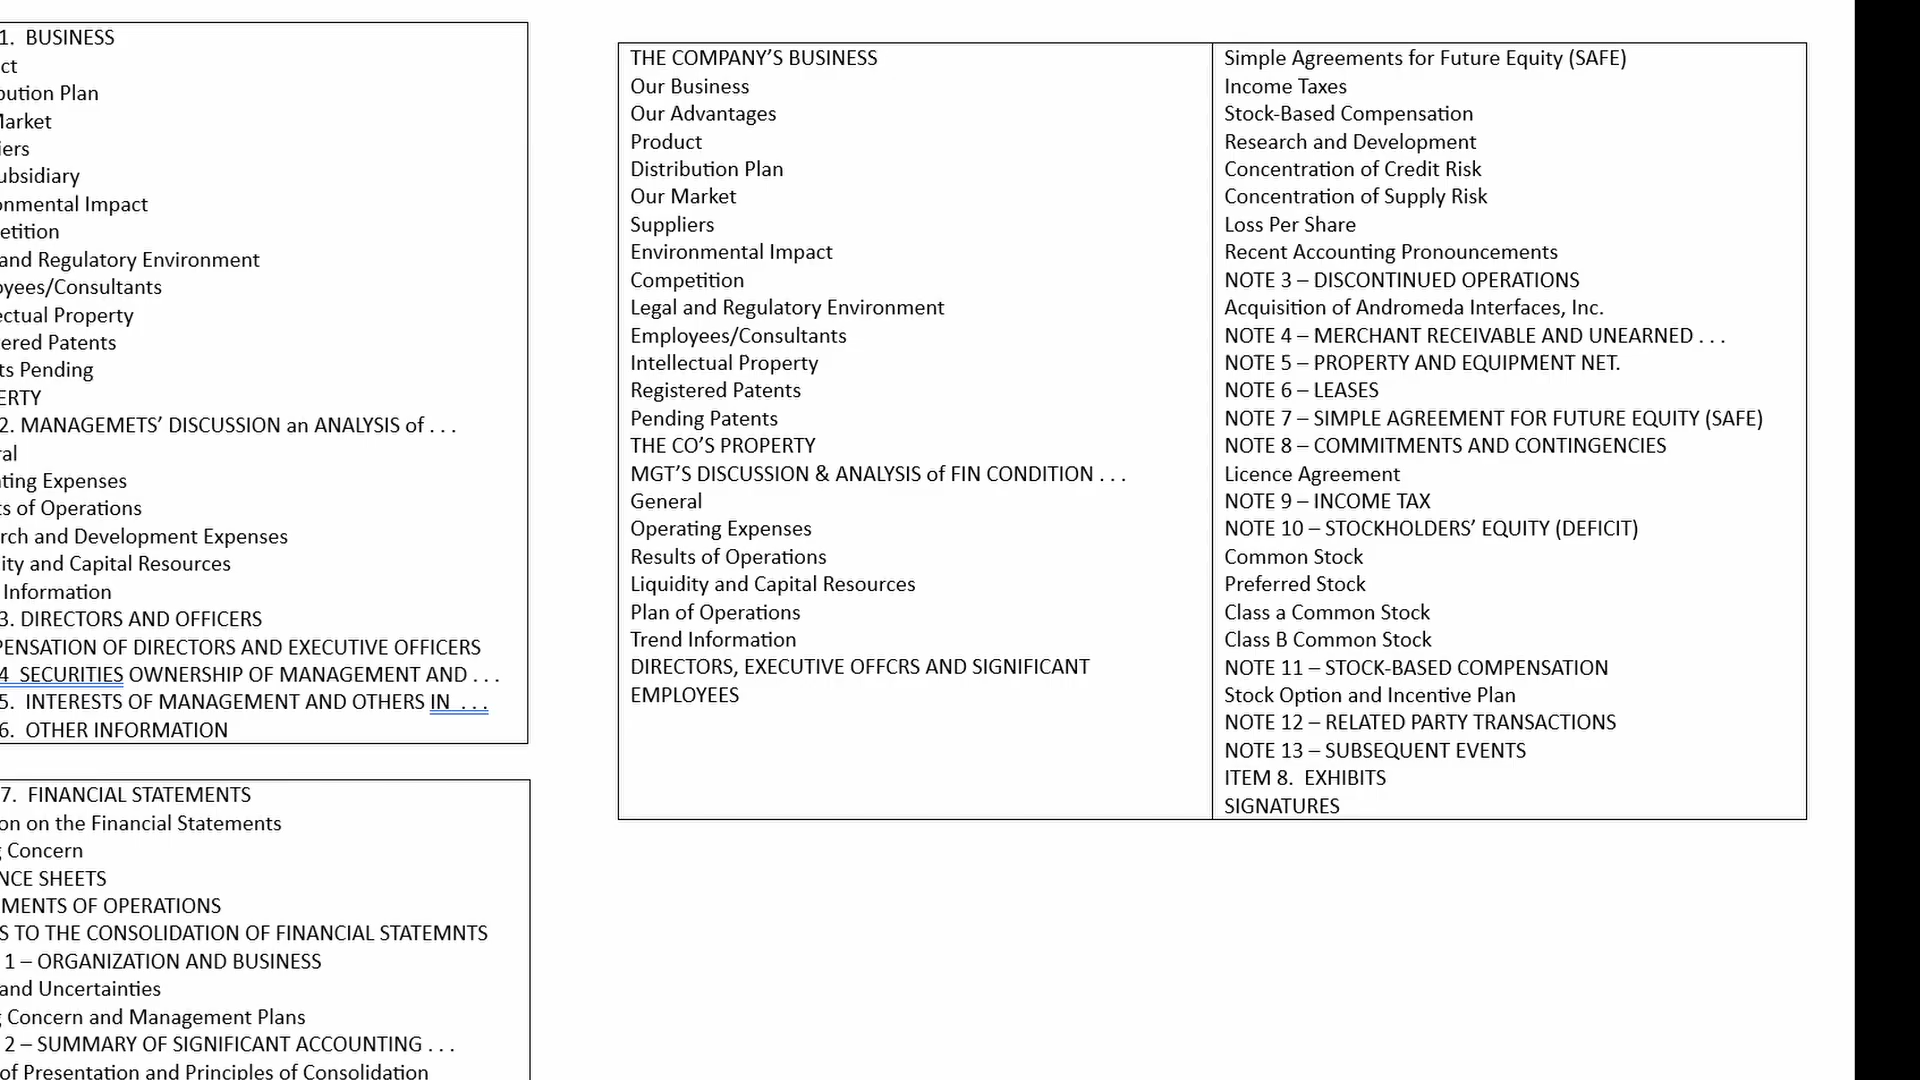 1. BUSINESS
ct
bution Plan
Market
iers
ubsidiary
onmental Impact
etition
and Regulatory Environment
oyees/Consultants
ectual Property
ered Patents
ts Pending
ERTY
2. MANAGEMETS’ DISCUSSION an ANALYSIS of . . .
ral
ting Expenses
ts of Operations
rch and Development Expenses
ity and Capital Resources
Information
3. DIRECTORS AND OFFICERS
PENSATION OF DIRECTORS AND EXECUTIVE OFFICERS
4 SECURITIES OWNERSHIP OF MANAGEMENT AND . . .
5. INTERESTS OF MANAGEMENT AND OTHERS IN . . .
6. OTHER INFORMATION
7. FINANCIAL STATEMENTS
on on the Financial Statements
g Concern
NCE SHEETS
MENTS OF OPERATIONS
S TO THE CONSOLIDATION OF FINANCIAL STATEMNTS
1 – ORGANIZATION AND BUSINESS
and Uncertainties
g Concern and Management Plans
2 – SUMMARY OF SIGNIFICANT ACCOUNTING . . .
of Presentation and Principles of Consolidation
THE COMPANY’S BUSINESS
Our Business
Our Advantages
Product
Distribution Plan
Our Market
Suppliers
Environmental Impact
Competition
Legal and Regulatory Environment
Employees/Consultants
Intellectual Property
Registered Patents
Pending Patents
THE CO’S PROPERTY
MGT’S DISCUSSION & ANALYSIS of FIN CONDITION . . .
General
Operating Expenses
Results of Operations
Liquidity and Capital Resources
Plan of Operations
Trend Information
DIRECTORS, EXECUTIVE OFFCRS AND SIGNIFICANT
EMPLOYEES
Simple Agreements for Future Equity (SAFE)
Income Taxes
Stock-Based Compensation
Research and Development
Concentration of Credit Risk
Concentration of Supply Risk
Loss Per Share
Recent Accounting Pronouncements
NOTE 3 – DISCONTINUED OPERATIONS
Acquisition of Andromeda Interfaces, Inc.
NOTE 4 – MERCHANT RECEIVABLE AND UNEARNED . . .
NOTE 5 – PROPERTY AND EQUIPMENT NET.
NOTE 6 – LEASES
NOTE 7 – SIMPLE AGREEMENT FOR FUTURE EQUITY (SAFE)
NOTE 8 – COMMITMENTS AND CONTINGENCIES
Licence Agreement
NOTE 9 – INCOME TAX
NOTE 10 – STOCKHOLDERS’ EQUITY (DEFICIT)
Common Stock
Preferred Stock
Class a Common Stock
Class B Common Stock
NOTE 11 – STOCK-BASED COMPENSATION
Stock Option and Incentive Plan
NOTE 12 – RELATED PARTY TRANSACTIONS
NOTE 13 – SUBSEQUENT EVENTS
ITEM 8. EXHIBITS
SIGNATURES